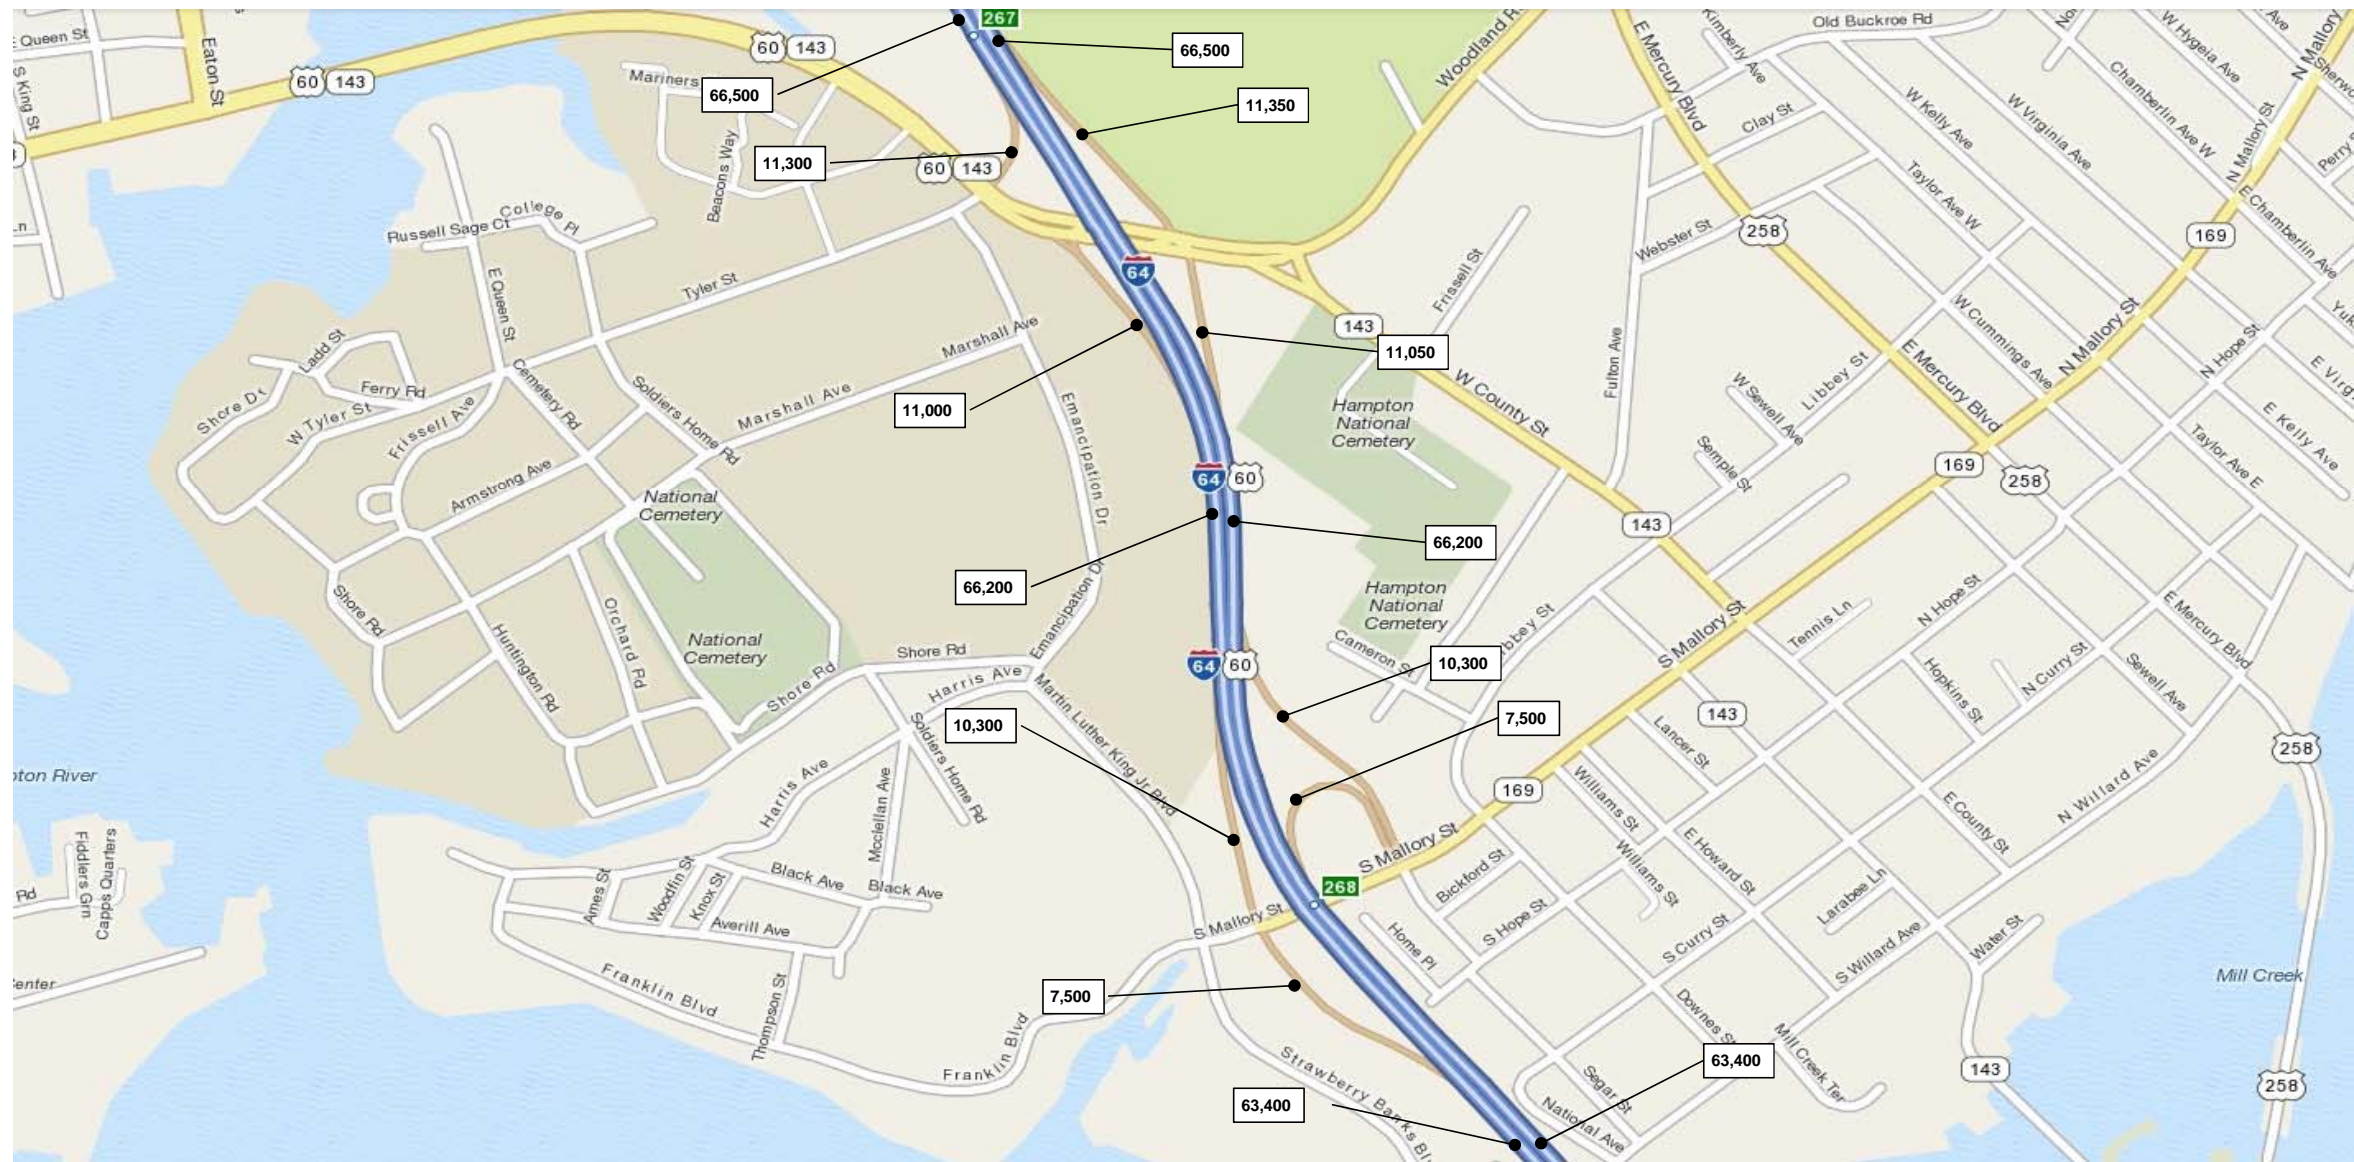 267
E Queen St
Eaton St
S King St
60
143
60
143
66,500
66,500
Mariners
11,350
11,300
Beacons Way
60
143
Woodland R
E Mercury Blvd
Kimberly Ave
Old Buckroe Rd
W Hygeia Ave
Ave
N Mallory
Sherwo
Chamberlin Ave W
Clay St
W Kelly Ave
W Virginia Ave
N Mallory St
Perry
Taylor Ave W
E Chamberlin Ave
College Pl
Russell Sage Ct
Ln
Webster St
258
169
Frissell St
64
E Queen St
Tyler St
Yuk
W Cummings Ave
N Mallory St
Marshall Ave
143
11,050
11,000
Fulton Ave
Ladd St
Ferry Rd
Shore Dr
W Tyler St
Frissell Ave
Cemetery Rd
Soldiers Home Rd
Marshall Ave
Emancipation Dr
W County St
Hampton
National
Cemetery
W Sewell Ave
Libbey St
E Mercury Blvd
N Hope St
E Virg
E Kelly Ave
Taylor Ave E
Semple St
169
258
Armstrong Ave
National
Cemetery
64
60
143
66,200
66,200
Hampton
National
Cemetery
Emancipation Dr
Shore Rd
Huntington Rd
Orchard Rd
National
Cemetery
Shore Rd
Shore Rd
Harris Ave
64
60
Cameron St
bbey St
10,300
S Mallory St
Tennis Ln
N Hope St
E Mercury Blvd
Hopkins St
N Curry St
Sewell Ave
10,300
Martin Luther King Jr Blvd
7,500
143
Lancer St
258
pton River
Soldiers Home Rd
Harris Ave
Mcclellan Ave
169
Williams St
N Willard Ave
E County St
Fiddlers Grn
Capps Quarters
Rd
Ames St
Woodfin St
Knox St
Black Ave
Black Ave
Averill Ave
S Mallory St
268
Bickford St
Williams St
E Howard St
Larabee Ln
S Mallory St
Home Pl
S Hope St
S Curry St
S Willard Ave
Water St
Mill Creek
enter
Franklin Blvd
Thompson St
Franklin Blvd
7,500
Downes St
Mill Creek Ter
63,400
Strawberry Banks Bl
63,400
Segar St
National Ave
143
258